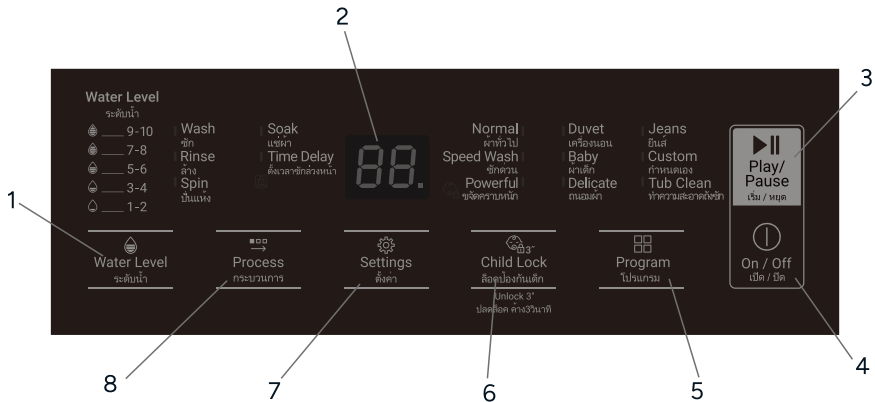 2
3
Water Level
ระดับน้ำ
9-10
7-8
5-6
3-4
1-2
Wash
ซัก
Rinse
ล้าง
Spin
ปั่นแห้ง
Soak
แช่ผ้า
Time Delay
ตั้งเวลาซักล่วงหน้า
88.
Normal
ผ้าทั่วไป
Speed Wash
ซักด่วน
Powerful
ขจัดคราบหนัก
Duvet
เครื่องนอน
Baby
ผ้าเด็ก
Delicate
ถนอมผ้า
Jeans
ยีนส์
Custom
กำหนดเอง
Tub Clean
ทำความสะอาดถังซัก
Play/
Pause
เริ่ม / หยุด
1
Water Level
ระดับน้ำ
Process
กระบวนการ
Settings
ตั้งค่า
3"
Child Lock
ล็อคป้องกันเด็ก
Unlock 3"
ปลดล็อค ค้าง3วินาที
Program
โปรแกรม
On / Off
เปิด / ปิด
8
7
6
5
4